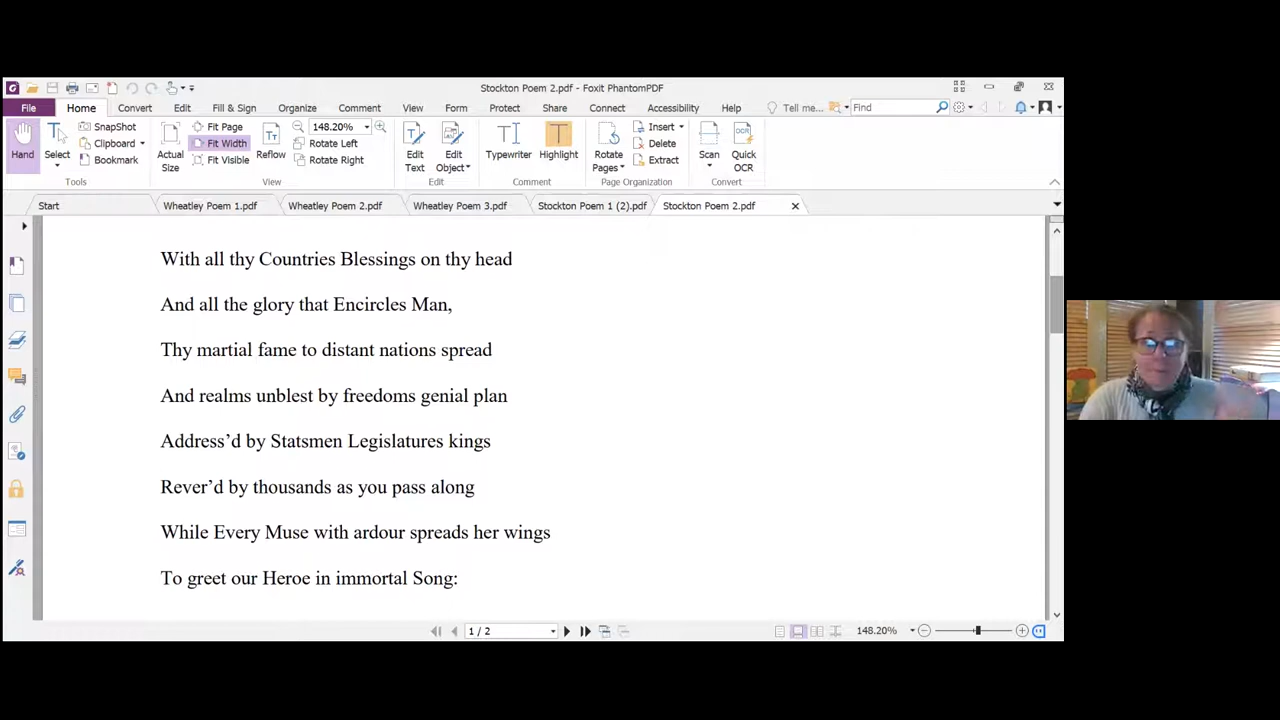 Stockton Poem 2.pdf - Foxit PhantomPDF
File Home Convert Edit Fill & Sign Organize Comment View Form Protect Share Connect Accessibility Help Tell me... Find
Hand
Select
SnapShot
Clipboard
Bookmark
Tools
Actual Size
Fit Page
Fit Width
Fit Visible
Reflow
148.20%
Rotate Left
Rotate Right
View
Edit Text
Edit Object
Edit
Typewriter
Highlight
Comment
Rotate Pages
Insert
Delete
Extract
Page Organization
Scan
Quick OCR
Convert
Start Wheatley Poem 1.pdf Wheatley Poem 2.pdf Wheatley Poem 3.pdf Stockton Poem 1 (2).pdf Stockton Poem 2.pdf
With all thy Countries Blessings on thy head
And all the glory that Encircles Man,
Thy martial fame to distant nations spread
And realms unblest by freedoms genial plan
Address’d by Statsmen Legislatures kings
Rever’d by thousands as you pass along
While Every Muse with ardour spreads her wings
To greet our Heroe in immortal Song:
1 / 2 148.20%